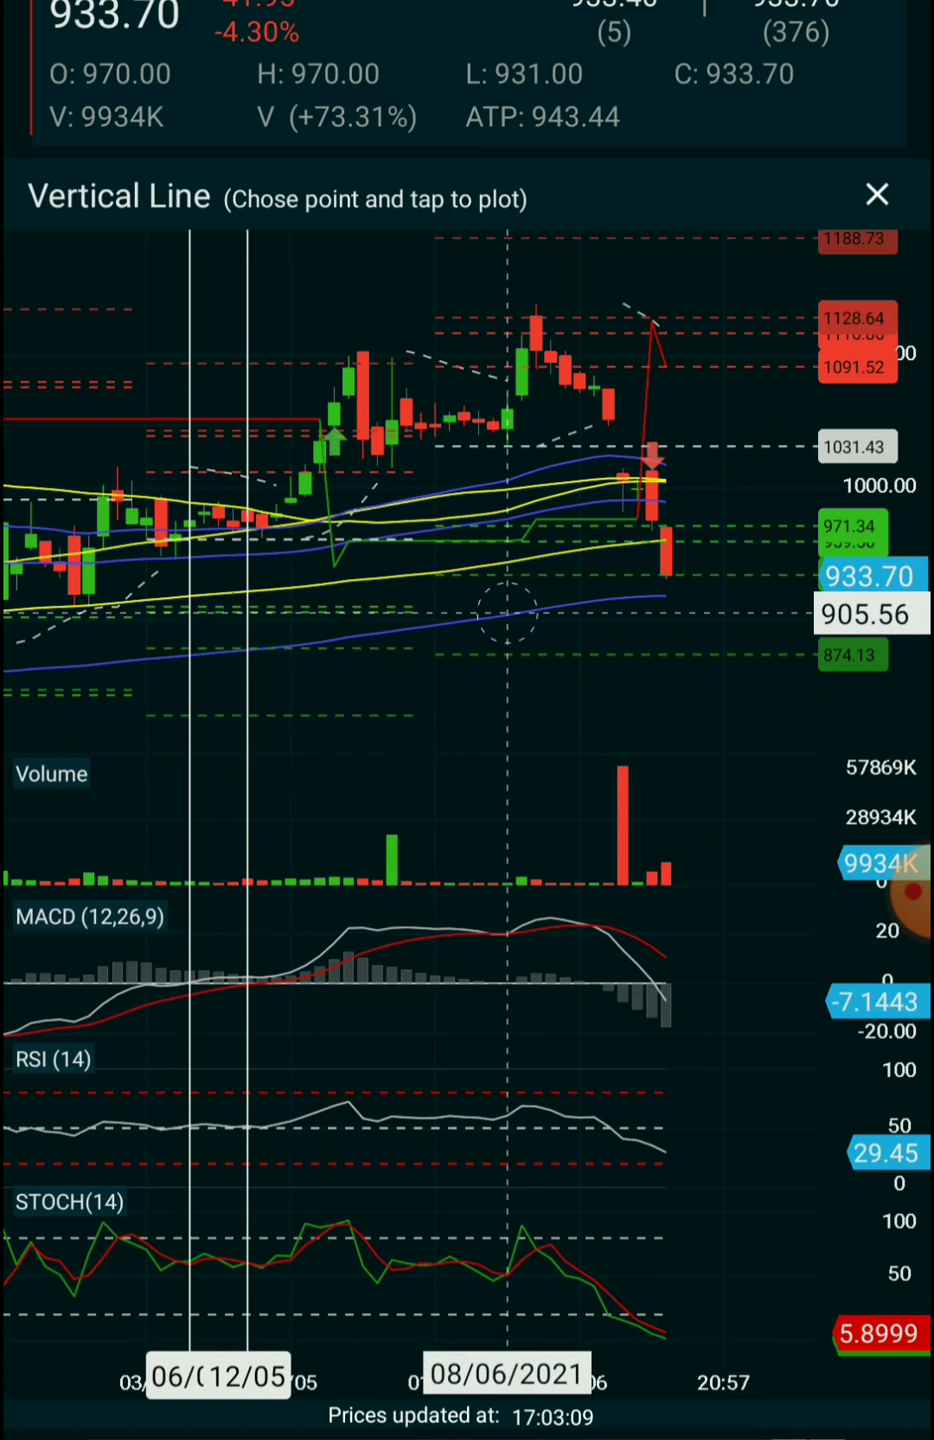 933.70
-4.30%
(5)
(376)
O: 970.00 H: 970.00 L: 931.00 C: 933.70
V: 9934K V (+73.31%) ATP: 943.44
Vertical Line (Chose point and tap to plot) ×
1188.73
1128.64
1091.52
1031.43
1000.00
971.34
933.70
905.56
874.13
Volume
57869K
28934K
9934K
0
MACD (12,26,9)
20
0
-7.1443
-20.00
RSI (14)
100
50
29.45
0
STOCH(14)
100
50
5.8999
03/ 06/ 12/05 /05 08/06/2021 06 20:57
Prices updated at: 17:03:09